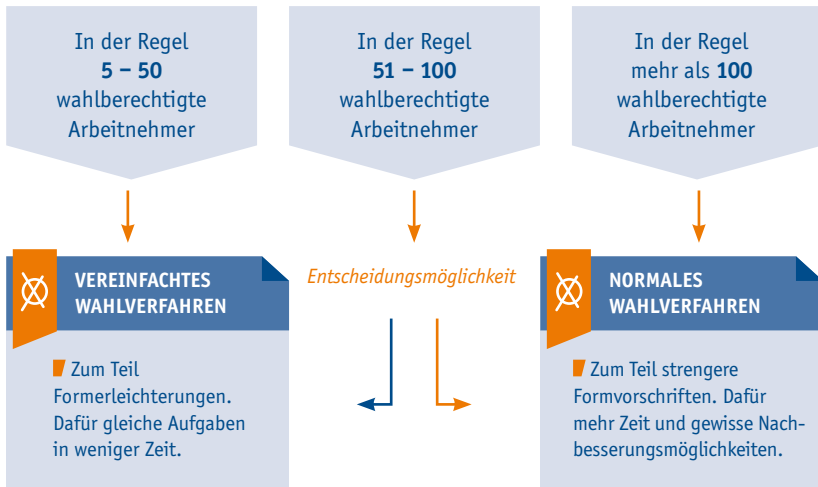 In der Regel
5 – 50
wahlberechtigte
Arbeitnehmer
In der Regel
51 – 100
wahlberechtigte
Arbeitnehmer
In der Regel
mehr als 100
wahlberechtigte
Arbeitnehmer
VEREINFACHTES
WAHLVERFAHREN
Zum Teil
Formerleichterungen.
Dafür gleiche Aufgaben
in weniger Zeit.
Entscheidungsmöglichkeit
NORMALES
WAHLVERFAHREN
Zum Teil strengere
Formvorschriften. Dafür
mehr Zeit und gewisse Nach-
besserungsmöglichkeiten.